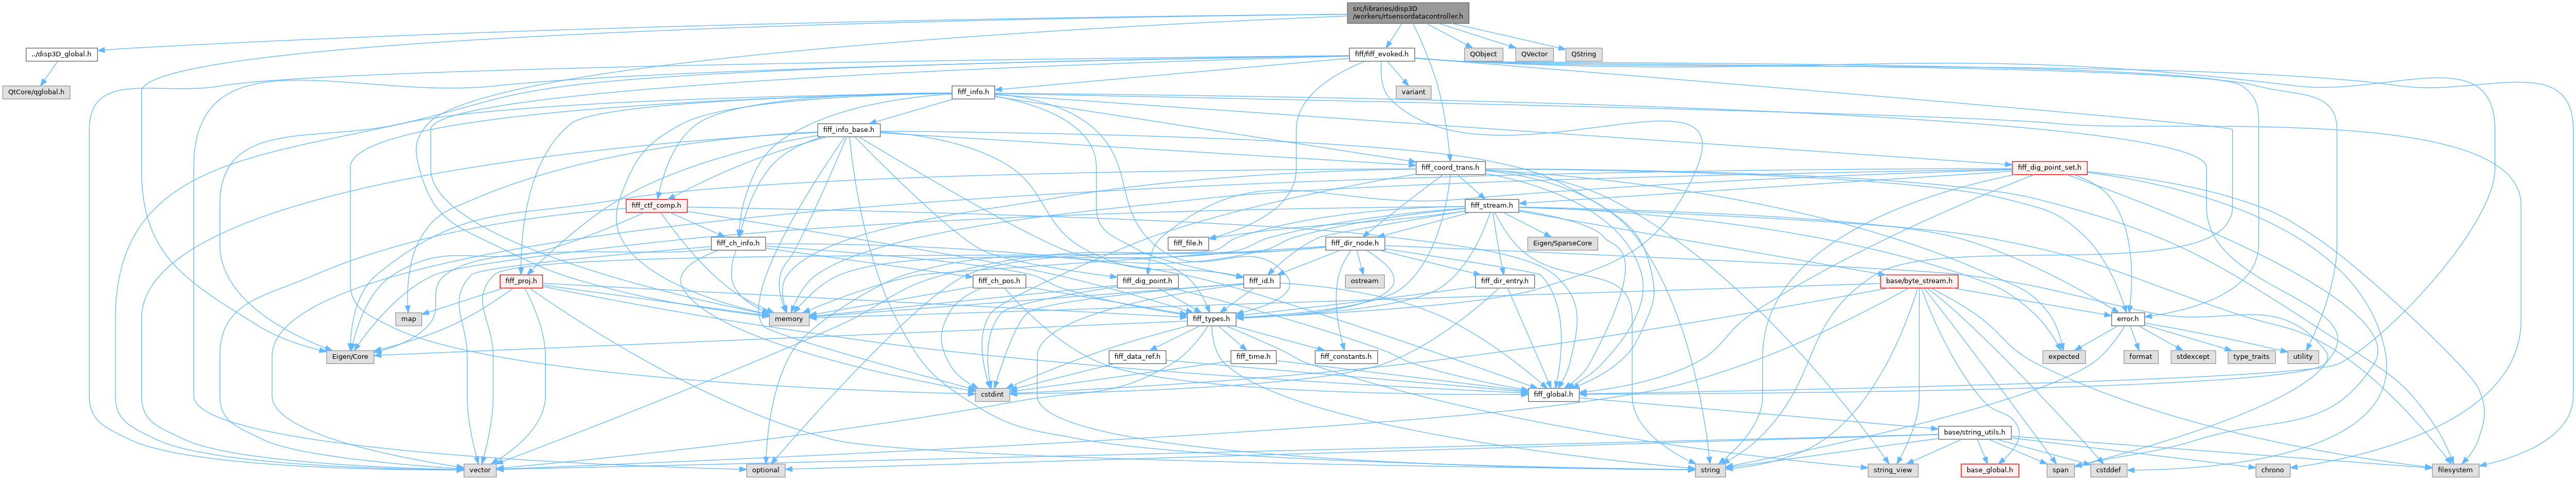 src/libraries/disp3D
/workers/rtsensordatacontroller.h
../disp3D_global.h
fiff/fiff_evoked.h
QObject
QVector
QString
QtCore/qglobal.h
fiff_info.h
variant
fiff_info_base.h
fiff_coord_trans.h
fiff_dig_point_set.h
fiff_ctf_comp.h
fiff_stream.h
fiff_ch_info.h
fiff_file.h
fiff_dir_node.h
Eigen/SparseCore
fiff_proj.h
fiff_ch_pos.h
fiff_dig_point.h
fiff_id.h
ostream
fiff_dir_entry.h
base/byte_stream.h
map
memory
fiff_types.h
error.h
Eigen/Core
fiff_data_ref.h
fiff_time.h
fiff_constants.h
expected
format
stdexcept
type_traits
utility
cstdint
fiff_global.h
base/string_utils.h
vector
optional
string
string_view
base_global.h
span
cstddef
chrono
filesystem